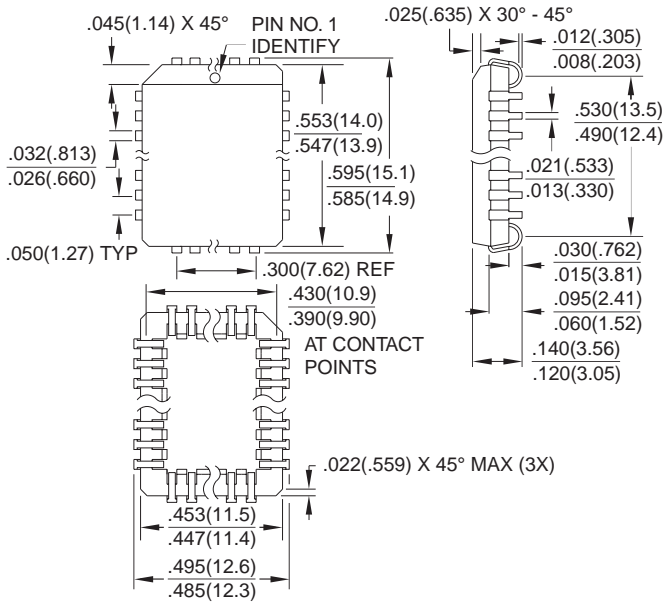 .045(1.14) X 45°
PIN NO. 1
IDENTIFY
.025(.635) X 30° - 45°
.012(.305)
.008(.203)
.553(14.0)
.547(13.9)
.530(13.5)
.490(12.4)
.032(.813)
.026(.660)
.595(15.1)
.585(14.9)
.021(.533)
.013(.330)
.050(1.27) TYP
.300(7.62) REF
.030(.762)
.015(3.81)
.430(10.9)
.390(9.90)
AT CONTACT
POINTS
.095(2.41)
.060(1.52)
.140(3.56)
.120(3.05)
.022(.559) X 45° MAX (3X)
.453(11.5)
.447(11.4)
.495(12.6)
.485(12.3)